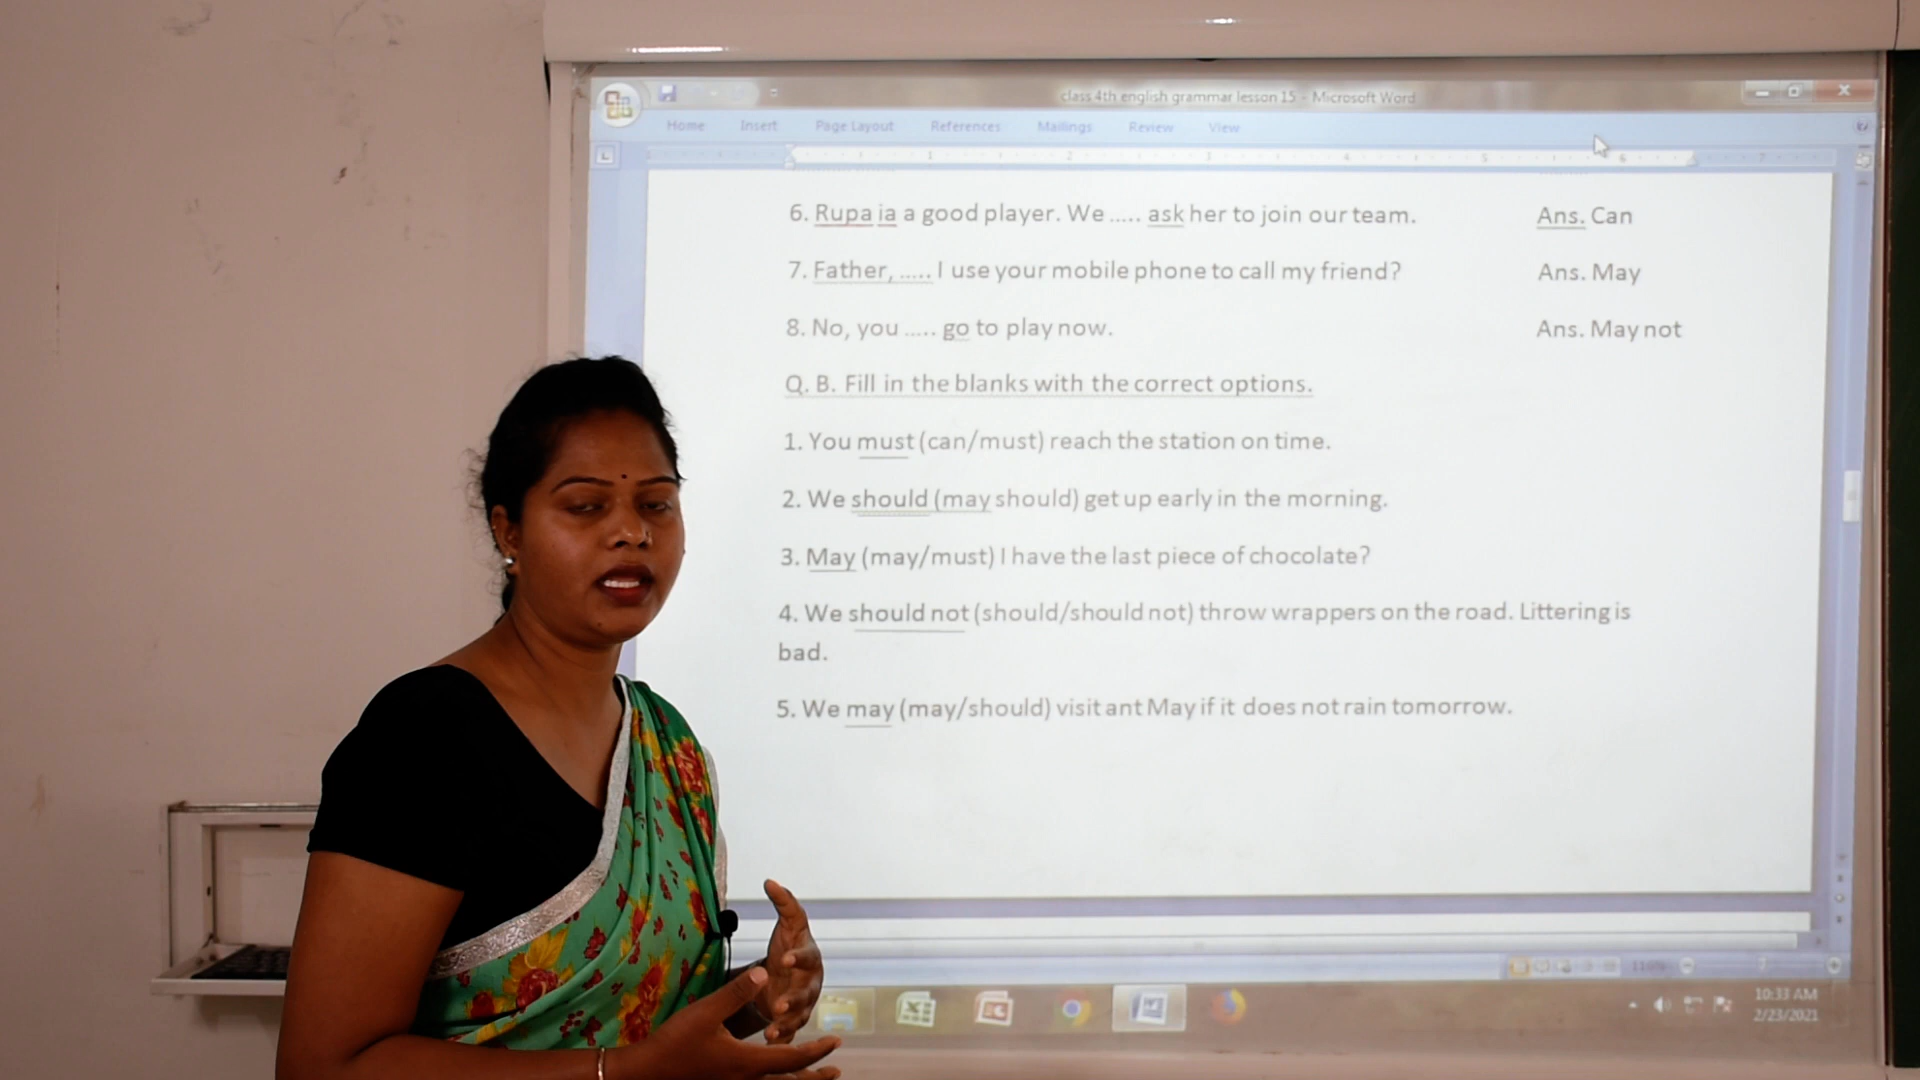 class 4th english grammar lesson 15 - Microsoft Word
Home Insert Page Layout References Mailings Review View
6. Rupa ia a good player. We ..... ask her to join our team. Ans. Can
7. Father, ..... I use your mobile phone to call my friend? Ans. May
8. No, you ..... go to play now. Ans. May not
Q. B. Fill in the blanks with the correct options.
1. You must (can/must) reach the station on time.
2. We should (may should) get up early in the morning.
3. May (may/must) I have the last piece of chocolate?
4. We should not (should/should not) throw wrappers on the road. Littering is
bad.
5. We may (may/should) visit ant May if it does not rain tomorrow.
10:33 AM
2/23/2021